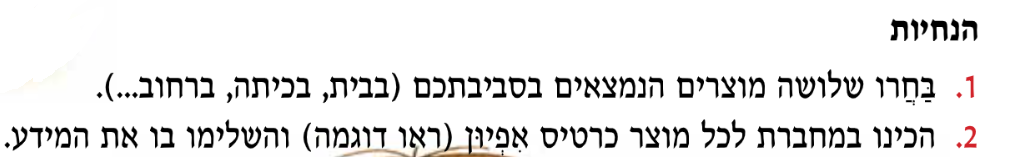 הנחיות
1. בַּחֲרו שלושה מוצרים הנמצאים בסביבתכם (בבית, בכיתה, ברחוב...).
2. הכינו במחברת לכל מוצר כרטיס אִפְיוּן (ראו דוגמה) והשלימו בו את המידע.